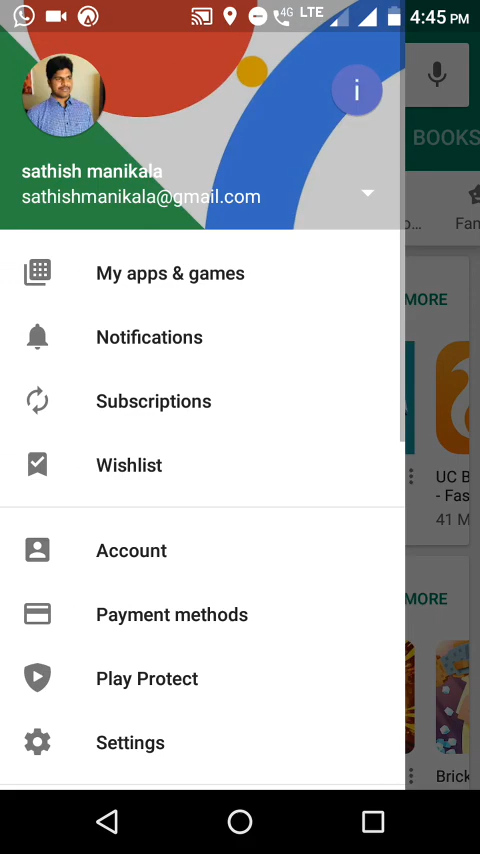 4G LTE 4:45 PM
i
BOOKS
sathish manikala
sathishmanikala@gmail.com
o...
Fan
My apps & games
MORE
Notifications
Subscriptions
Wishlist
UC B
- Fas
41 M
Account
MORE
Payment methods
Play Protect
Settings
Brick